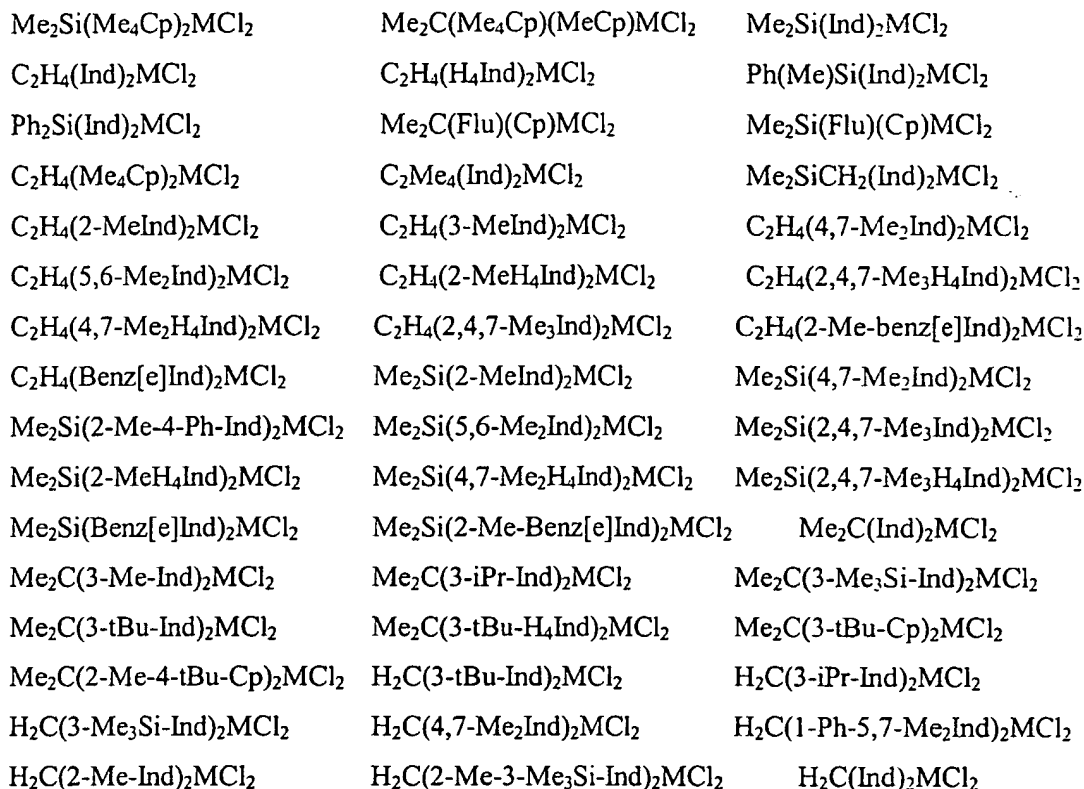 Me₂Si(Me₄Cp)₂MCl₂ Me₂C(Me₄Cp)(MeCp)MCl₂ Me₂Si(Ind)₂MCl₂
C₂H₄(Ind)₂MCl₂ C₂H₄(H₄Ind)₂MCl₂ Ph(Me)Si(Ind)₂MCl₂
Ph₂Si(Ind)₂MCl₂ Me₂C(Flu)(Cp)MCl₂ Me₂Si(Flu)(Cp)MCl₂
C₂H₄(Me₄Cp)₂MCl₂ C₂Me₄(Ind)₂MCl₂ Me₂SiCH₂(Ind)₂MCl₂
C₂H₄(2-MeInd)₂MCl₂ C₂H₄(3-MeInd)₂MCl₂ C₂H₄(4,7-Me₂Ind)₂MCl₂
C₂H₄(5,6-Me₂Ind)₂MCl₂ C₂H₄(2-MeH₄Ind)₂MCl₂ C₂H₄(2,4,7-Me₃H₄Ind)₂MCl₂
C₂H₄(4,7-Me₂H₄Ind)₂MCl₂ C₂H₄(2,4,7-Me₃Ind)₂MCl₂ C₂H₄(2-Me-benz[e]Ind)₂MCl₂
C₂H₄(Benz[e]Ind)₂MCl₂ Me₂Si(2-MeInd)₂MCl₂ Me₂Si(4,7-Me₂Ind)₂MCl₂
Me₂Si(2-Me-4-Ph-Ind)₂MCl₂ Me₂Si(5,6-Me₂Ind)₂MCl₂ Me₂Si(2,4,7-Me₃Ind)₂MCl₂
Me₂Si(2-MeH₄Ind)₂MCl₂ Me₂Si(4,7-Me₂H₄Ind)₂MCl₂ Me₂Si(2,4,7-Me₃H₄Ind)₂MCl₂
Me₂Si(Benz[e]Ind)₂MCl₂ Me₂Si(2-Me-Benz[e]Ind)₂MCl₂ Me₂C(Ind)₂MCl₂
Me₂C(3-Me-Ind)₂MCl₂ Me₂C(3-iPr-Ind)₂MCl₂ Me₂C(3-Me₃Si-Ind)₂MCl₂
Me₂C(3-tBu-Ind)₂MCl₂ Me₂C(3-tBu-H₄Ind)₂MCl₂ Me₂C(3-tBu-Cp)₂MCl₂
Me₂C(2-Me-4-tBu-Cp)₂MCl₂ H₂C(3-tBu-Ind)₂MCl₂ H₂C(3-iPr-Ind)₂MCl₂
H₂C(3-Me₃Si-Ind)₂MCl₂ H₂C(4,7-Me₂Ind)₂MCl₂ H₂C(1-Ph-5,7-Me₂Ind)₂MCl₂
H₂C(2-Me-Ind)₂MCl₂ H₂C(2-Me-3-Me₃Si-Ind)₂MCl₂ H₂C(Ind)₂MCl₂